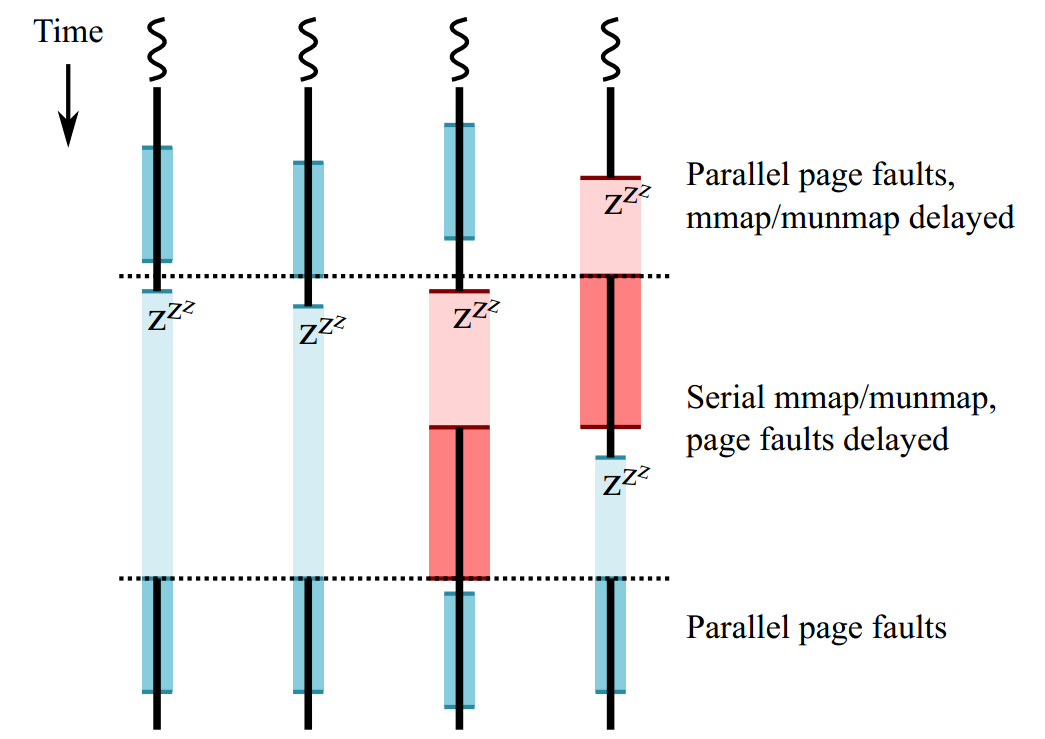 Time
Parallel page faults,
mmap/munmap delayed
zzz
zzz
zzz
zzz
Serial mmap/munmap,
page faults delayed
zzz
Parallel page faults